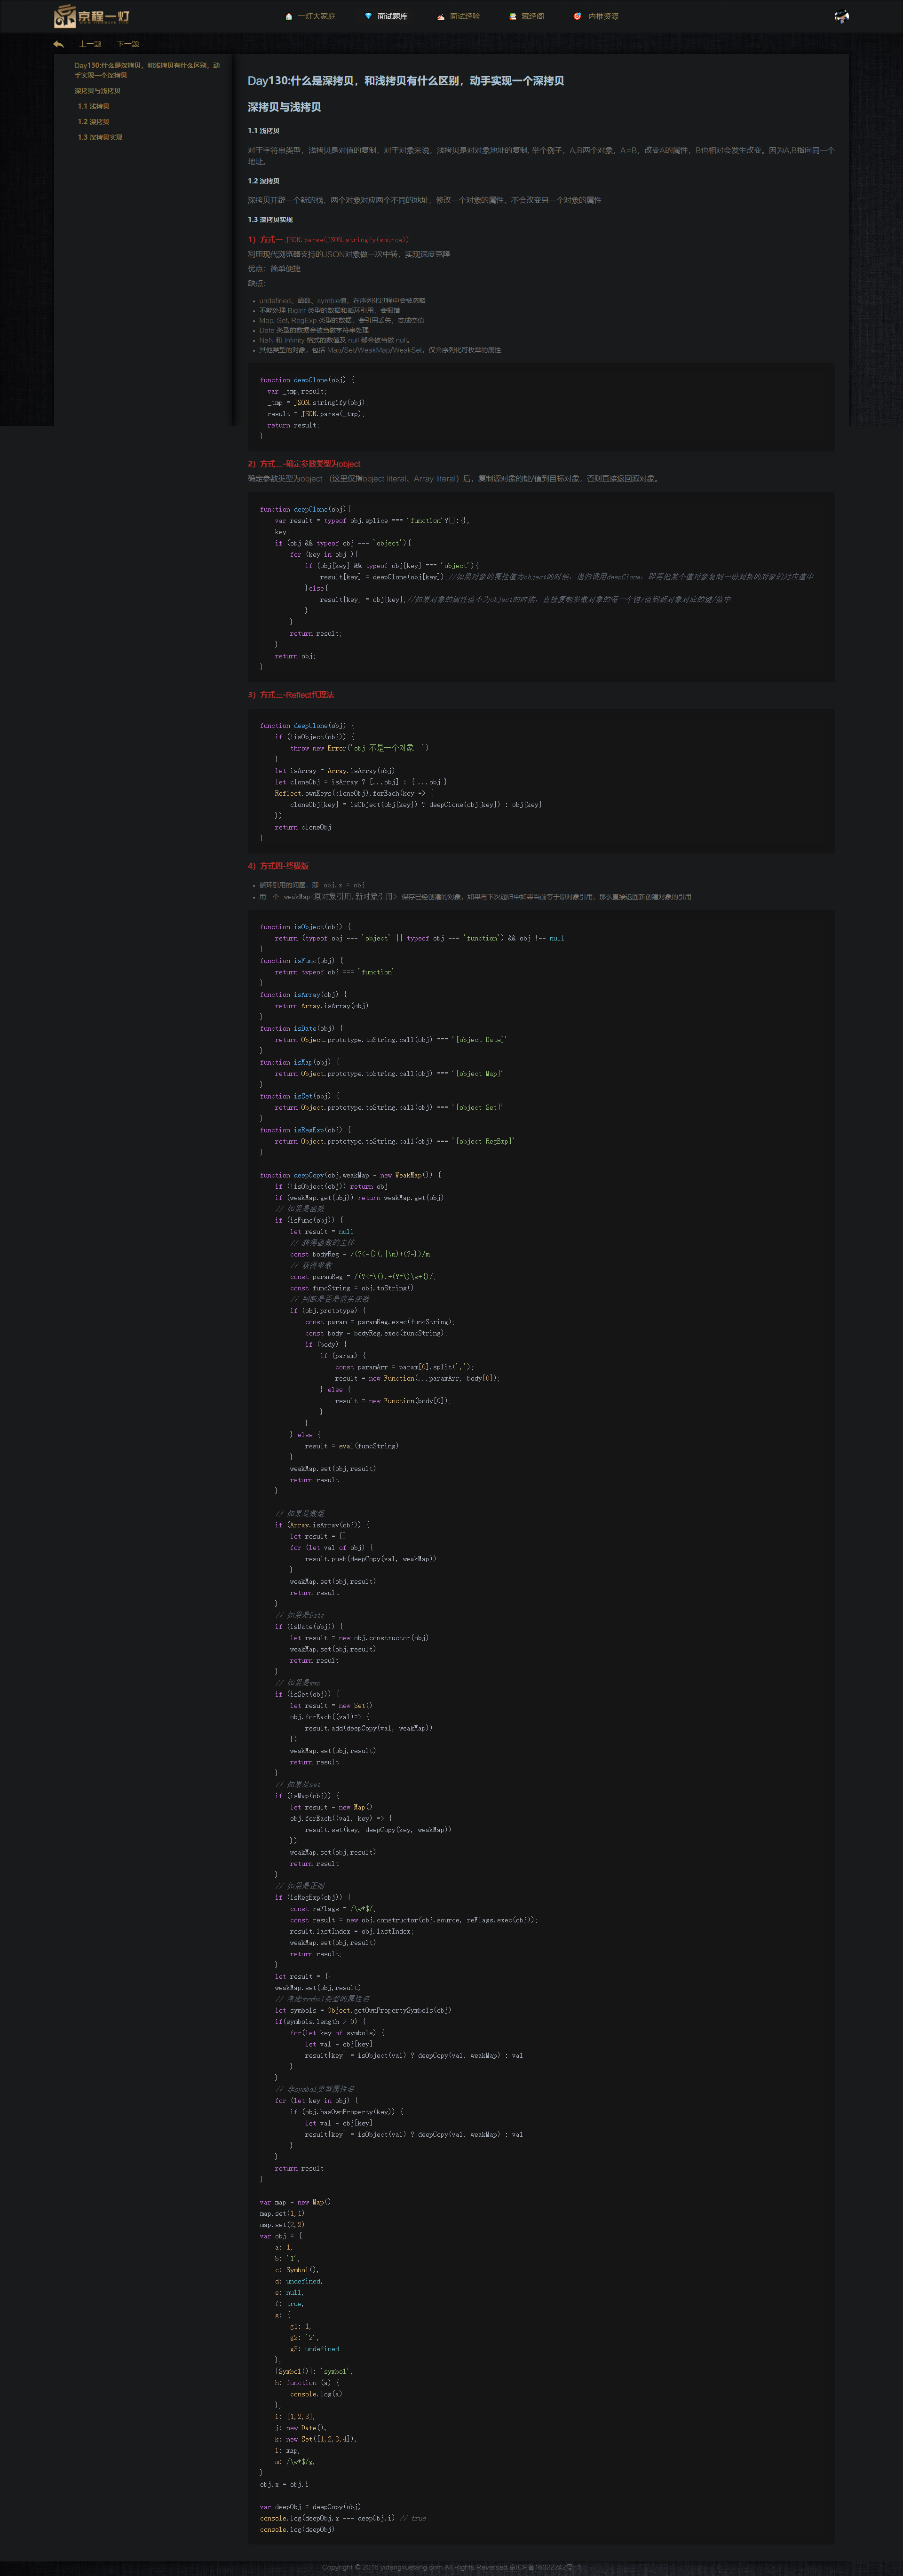 京程一灯
一灯大家庭
面试题库
面试经验
藏经阁
内推资源
上一题 下一题
Day130:什么是深拷贝，和浅拷贝有什么区别，动
手实现一个深拷贝
深拷贝与浅拷贝
1.1 浅拷贝
1.2 深拷贝
1.3 深拷贝实现
Day130:什么是深拷贝，和浅拷贝有什么区别，动手实现一个深拷贝
深拷贝与浅拷贝
1.1 浅拷贝
对于字符串类型，浅拷贝是对值的复制，对于对象来说，浅拷贝是对对象地址的复制, 举个例子，A,B两个对象，A=B，改变A的属性，B也相对会发生改变。因为A,B指向同一个
地址。
1.2 深拷贝
深拷贝开辟一个新的栈，两个对象对应两个不同的地址，修改一个对象的属性，不会改变另一个对象的属性
1.3 深拷贝实现
1）方式一 JSON.parse(JSON.stringfy(source))
利用现代浏览器支持的JSON对象做一次中转，实现深度克隆
优点：简单便捷
缺点：
undefined、函数、symble值，在序列化过程中会被忽略
不能处理 BigInt 类型的数据和循环引用，会报错
Map, Set, RegExp 类型的数据，会引用丢失，变成空值
Date 类型的数据会被当做字符串处理
NaN 和 Infinity 格式的数值及 null 都会被当做 null。
其他类型的对象，包括 Map/Set/WeakMap/WeakSet，仅会序列化可枚举的属性
function deepClone(obj) {
var _tmp,result;
_tmp = JSON.stringify(obj);
result = JSON.parse(_tmp);
return result;
}
2）方式二-确定参数类型为object
确定参数类型为object （这里仅指object literal、Array literal）后，复制源对象的键/值到目标对象，否则直接返回源对象。
function deepClone(obj){
var result = typeof obj.splice === 'function'?[]:{},
key;
if (obj && typeof obj === 'object'){
for (key in obj ){
if (obj[key] && typeof obj[key] === 'object'){
result[key] = deepClone(obj[key]);//如果对象的属性值为object的时候，递归调用deepClone，即再把某个值对象复制一份到新的对象的对应值中
}else{
result[key] = obj[key];//如果对象的属性值不为object的时候，直接复制参数对象的每一个键/值到新对象对应的键/值中
}
}
return result;
}
return obj;
}
3）方式三-Reflect代理法
function deepClone(obj) {
if (!isObject(obj)) {
throw new Error('obj 不是一个对象！')
}
let isArray = Array.isArray(obj)
let cloneObj = isArray ? [...obj] : { ...obj }
Reflect.ownKeys(cloneObj).forEach(key => {
cloneObj[key] = isObject(obj[key]) ? deepClone(obj[key]) : obj[key]
})
return cloneObj
}
4）方式四-终极版
循环引用的问题，即 obj.x = obj
用一个 weakMap<原对象引用,新对象引用> 保存已经创建的对象，如果再下次递归中如果当前等于原对象引用，那么直接返回新创建对象的引用
function isObject(obj) {
return (typeof obj === 'object' || typeof obj === 'function') && obj !== null
}
function isFunc(obj) {
return typeof obj === 'function'
}
function isArray(obj) {
return Array.isArray(obj)
}
function isDate(obj) {
return Object.prototype.toString.call(obj) === '[object Date]'
}
function isMap(obj) {
return Object.prototype.toString.call(obj) === '[object Map]'
}
function isSet(obj) {
return Object.prototype.toString.call(obj) === '[object Set]'
}
function isRegExp(obj) {
return Object.prototype.toString.call(obj) === '[object RegExp]'
}
function deepCopy(obj,weakMap = new WeakMap()) {
if (!isObject(obj)) return obj
if (weakMap.get(obj)) return weakMap.get(obj)
// 如果是函数
if (isFunc(obj)) {
let result = null
// 获得函数的主体
const bodyReg = /(?<={)(.|\n)+(?=})/m;
// 获得参数
const paramReg = /(?<=\().+(?=\)\s+{)/;
const funcString = obj.toString();
// 判断是否是箭头函数
if (obj.prototype) {
const param = paramReg.exec(funcString);
const body = bodyReg.exec(funcString);
if (body) {
if (param) {
const paramArr = param[0].split(',');
result = new Function(...paramArr, body[0]);
} else {
result = new Function(body[0]);
}
}
} else {
result = eval(funcString);
}
weakMap.set(obj,result)
return result
}
// 如果是数组
if (Array.isArray(obj)) {
let result = []
for (let val of obj) {
result.push(deepCopy(val, weakMap))
}
weakMap.set(obj,result)
return result
}
// 如果是Date
if (isDate(obj)) {
let result = new obj.constructor(obj)
weakMap.set(obj,result)
return result
}
// 如果是map
if (isSet(obj)) {
let result = new Set()
obj.forEach((val)=> {
result.add(deepCopy(val, weakMap))
})
weakMap.set(obj,result)
return result
}
// 如果是set
if (isMap(obj)) {
let result = new Map()
obj.forEach((val, key) => {
result.set(key, deepCopy(key, weakMap))
})
weakMap.set(obj,result)
return result
}
// 如果是正则
if (isRegExp(obj)) {
const reFlags = /\w*$/;
const result = new obj.constructor(obj.source, reFlags.exec(obj));
result.lastIndex = obj.lastIndex;
weakMap.set(obj,result)
return result;
}
let result = {}
weakMap.set(obj,result)
// 考虑symbol类型的属性名
let symbols = Object.getOwnPropertySymbols(obj)
if(symbols.length > 0) {
for(let key of symbols) {
let val = obj[key]
result[key] = isObject(val) ? deepCopy(val, weakMap) : val
}
}
// 非symbol类型属性名
for (let key in obj) {
if (obj.hasOwnProperty(key)) {
let val = obj[key]
result[key] = isObject(val) ? deepCopy(val, weakMap) : val
}
}
return result
}
var map = new Map()
map.set(1,1)
map.set(2,2)
var obj = {
a: 1,
b: '1',
c: Symbol(),
d: undefined,
e: null,
f: true,
g: {
g1: 1,
g2: '2',
g3: undefined
},
[Symbol()]: 'symbol',
h: function (a) {
console.log(a)
},
i: [1,2,3],
j: new Date(),
k: new Set([1,2,3,4]),
l: map,
m: /\w*$/g,
}
obj.x = obj.i
var deepObj = deepCopy(obj)
console.log(deepObj.x === deepObj.i) // true
console.log(deepObj)
Copyright © 2016 yidengxuetang.com All Rights Reversed.京ICP备16022242号-1